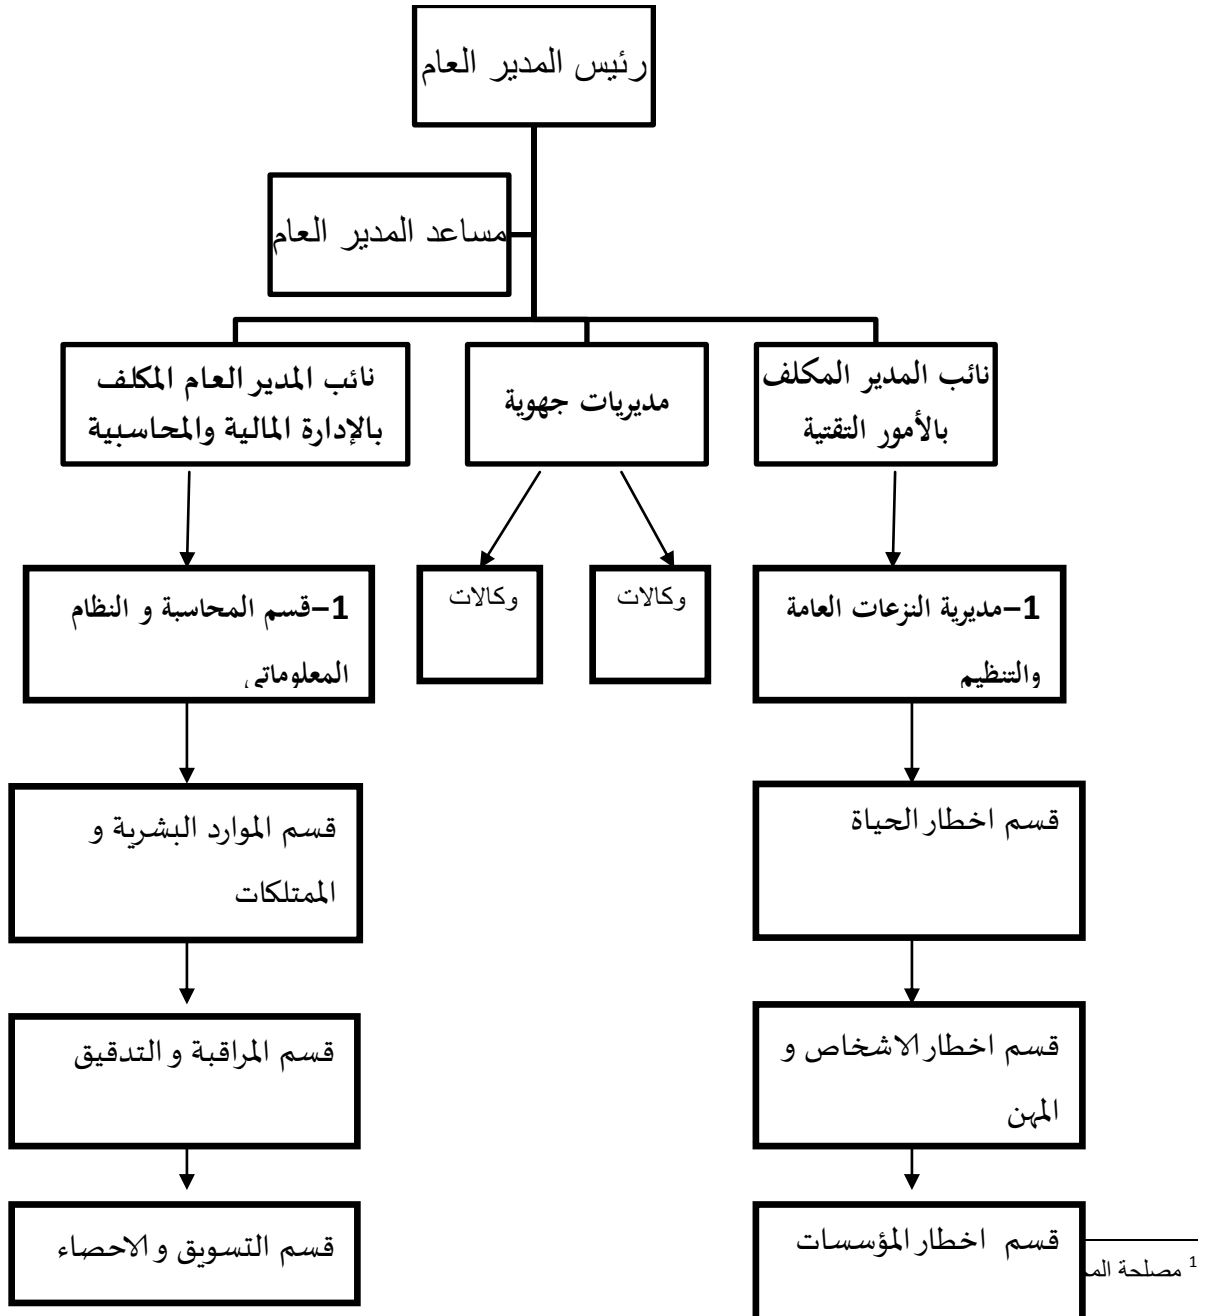 رئيس المدير العام
مساعد المدير العام
نائب المدير المكلف
بالأمور التقتية
مديريات جهوية
نائب المدير العام المكلف
بالإدارة المالية والمحاسبية
1–مديرية النزعات العامة
والتنظيم
وكالات
وكالات
1–قسم المحاسبة و النظام
المعلوماتي
قسم اخطار الحياة
قسم الموارد البشرية و
الممتلكات
قسم اخطار الاشخاص و
المهن
قسم المراقبة و التدقيق
قسم اخطار المؤسسات
قسم التسويق و الاحصاء
1 مصلحة